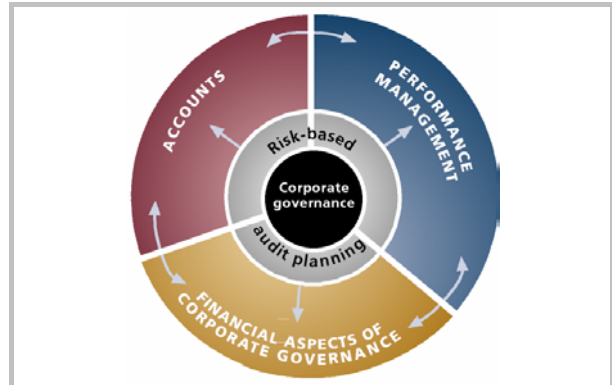 ACCOUNTS
PERFORMANCE
MANAGEMENT
Risk-based
Corporate
governance
audit planning
FINANCIAL ASPECTS OF
CORPORATE GOVERNANCE